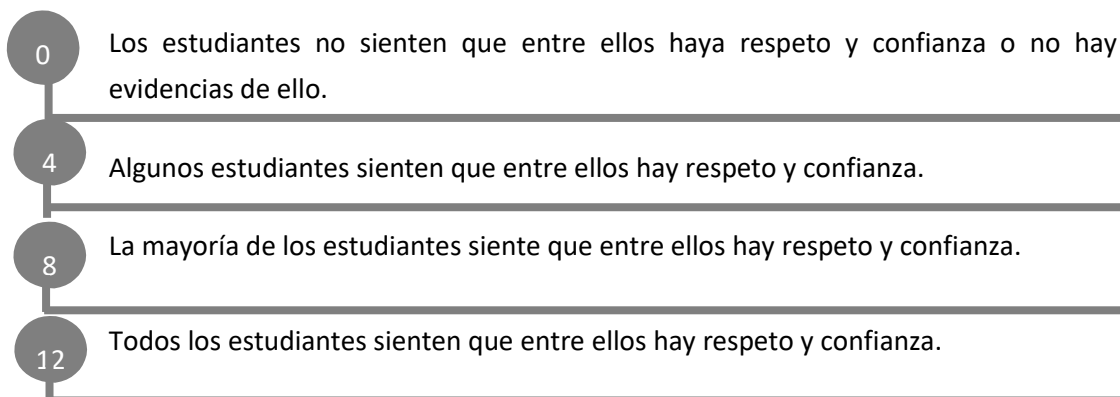 0
Los estudiantes no sienten que entre ellos haya respeto y confianza o no hay
evidencias de ello.
4
Algunos estudiantes sienten que entre ellos hay respeto y confianza.
8
La mayoría de los estudiantes siente que entre ellos hay respeto y confianza.
12
Todos los estudiantes sienten que entre ellos hay respeto y confianza.